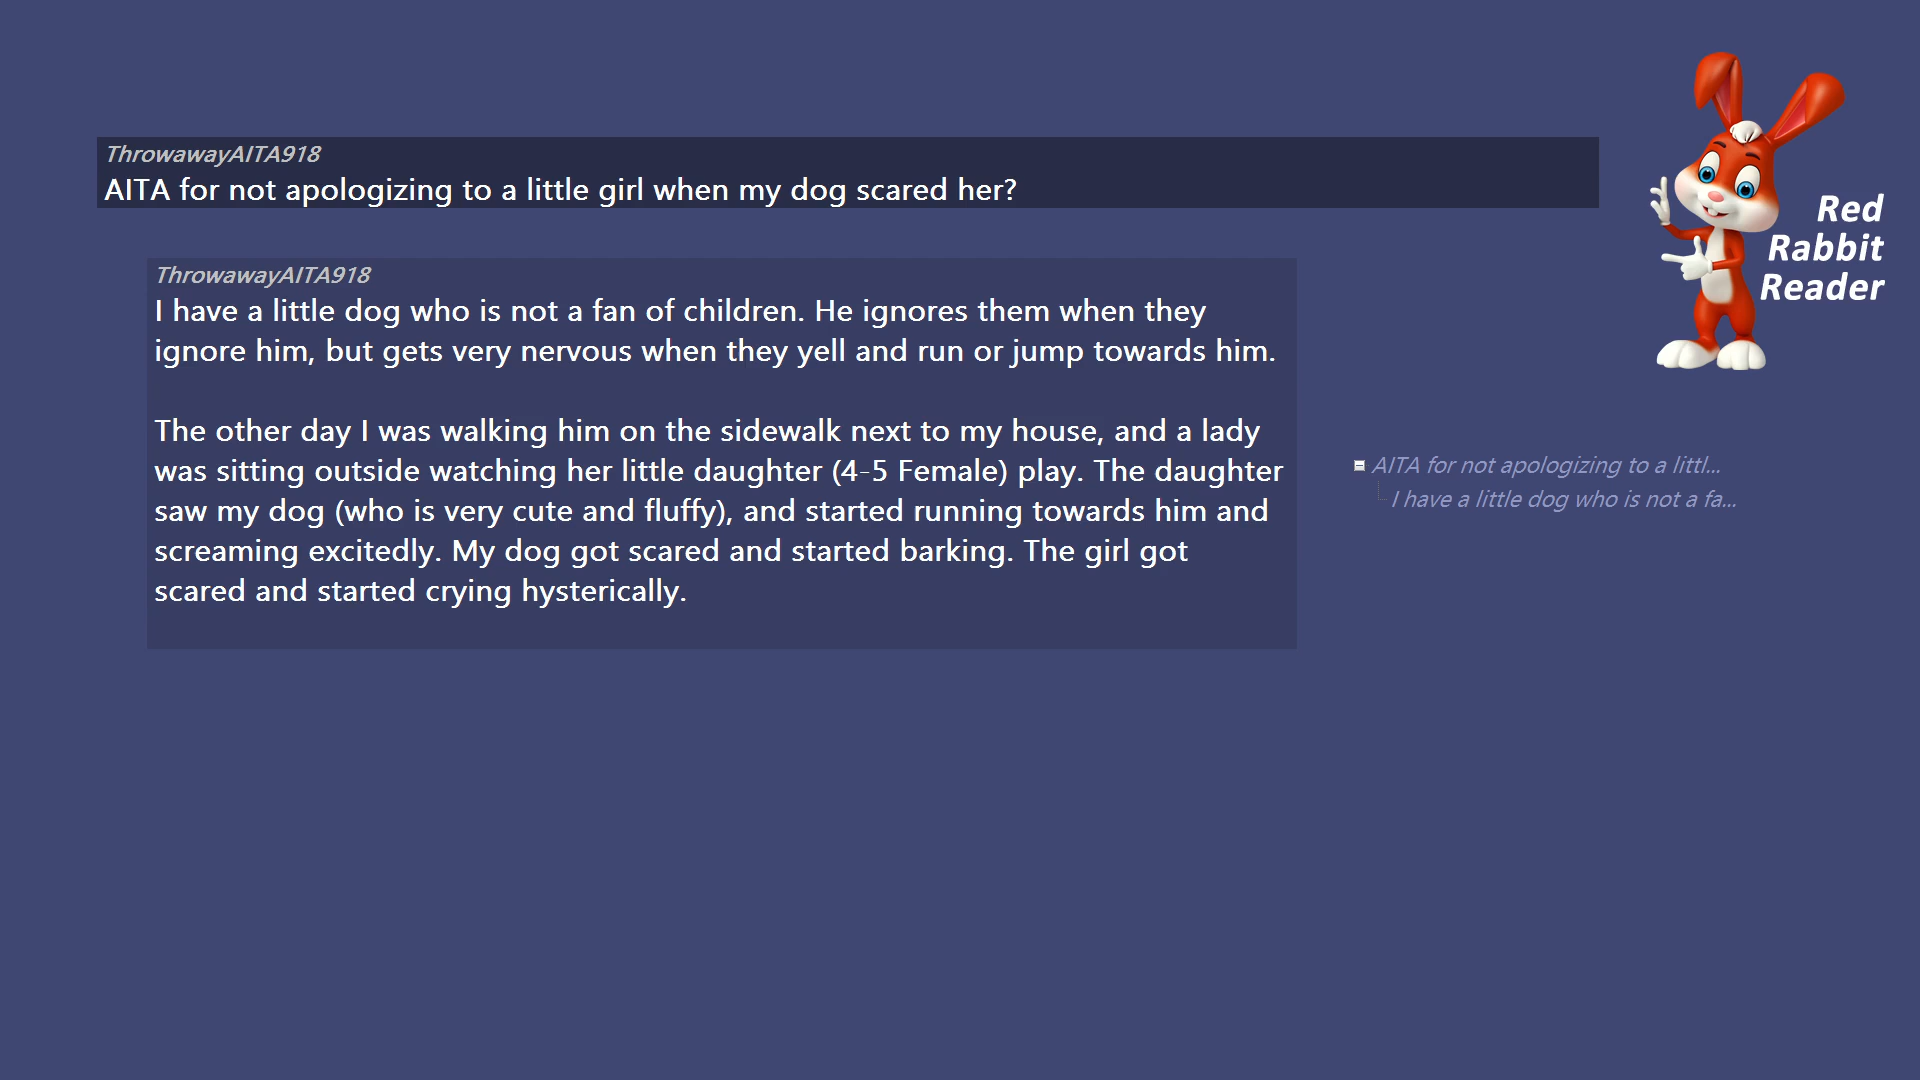 ThrowawayAITA918
AITA for not apologizing to a little girl when my dog scared her?
Red
Rabbit
Reader
ThrowawayAITA918
I have a little dog who is not a fan of children. He ignores them when they
ignore him, but gets very nervous when they yell and run or jump towards him.
The other day I was walking him on the sidewalk next to my house, and a lady
was sitting outside watching her little daughter (4-5 Female) play. The daughter
saw my dog (who is very cute and fluffy), and started running towards him and
screaming excitedly. My dog got scared and started barking. The girl got
scared and started crying hysterically.
AITA for not apologizing to a littl...
I have a little dog who is not a fa...